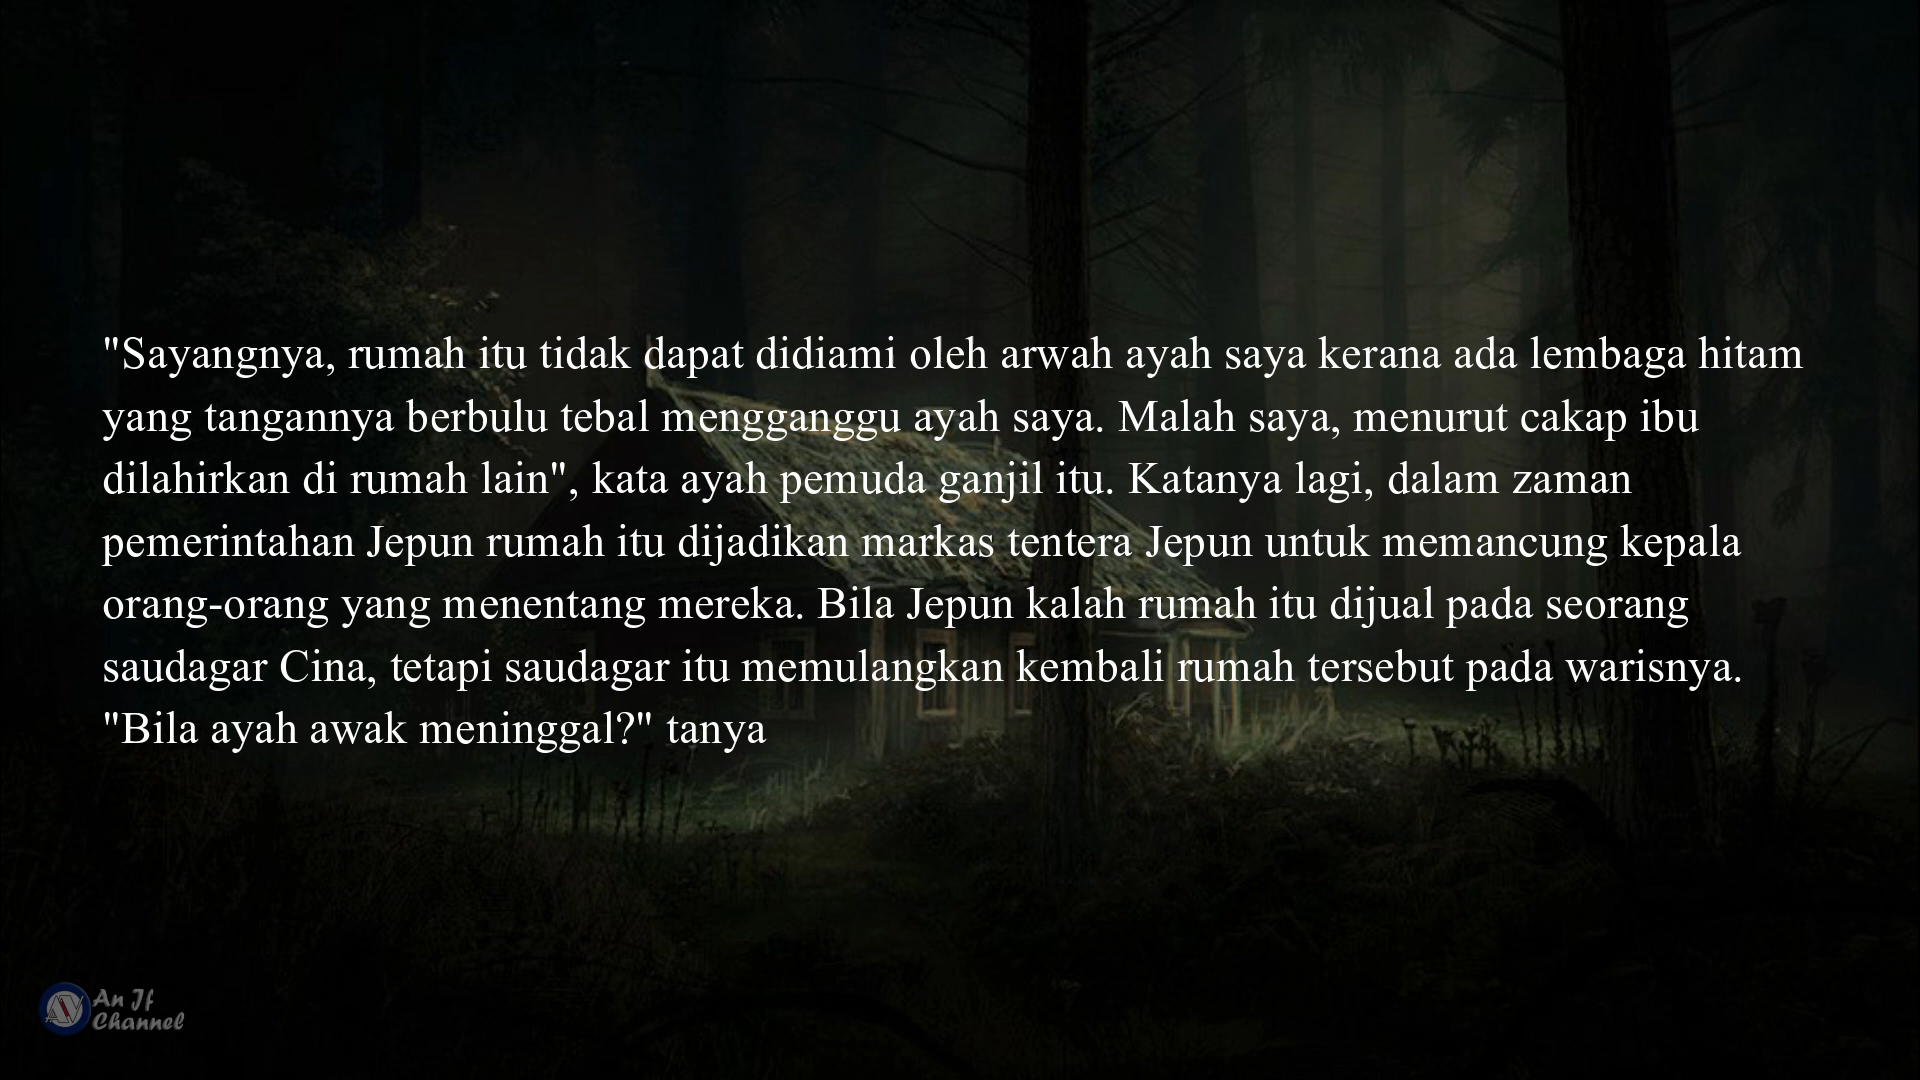 "Sayangnya, rumah itu tidak dapat didiami oleh arwah ayah saya kerana ada lembaga hitam
yang tangannya berbulu tebal mengganggu ayah saya. Malah saya, menurut cakap ibu
dilahirkan di rumah lain", kata ayah pemuda ganjil itu. Katanya lagi, dalam zaman
pemerintahan Jepun rumah itu dijadikan markas tentera Jepun untuk memancung kepala
orang-orang yang menentang mereka. Bila Jepun kalah rumah itu dijual pada seorang
saudagar Cina, tetapi saudagar itu memulangkan kembali rumah tersebut pada warisnya.
"Bila ayah awak meninggal?" tanya
An If
Channel